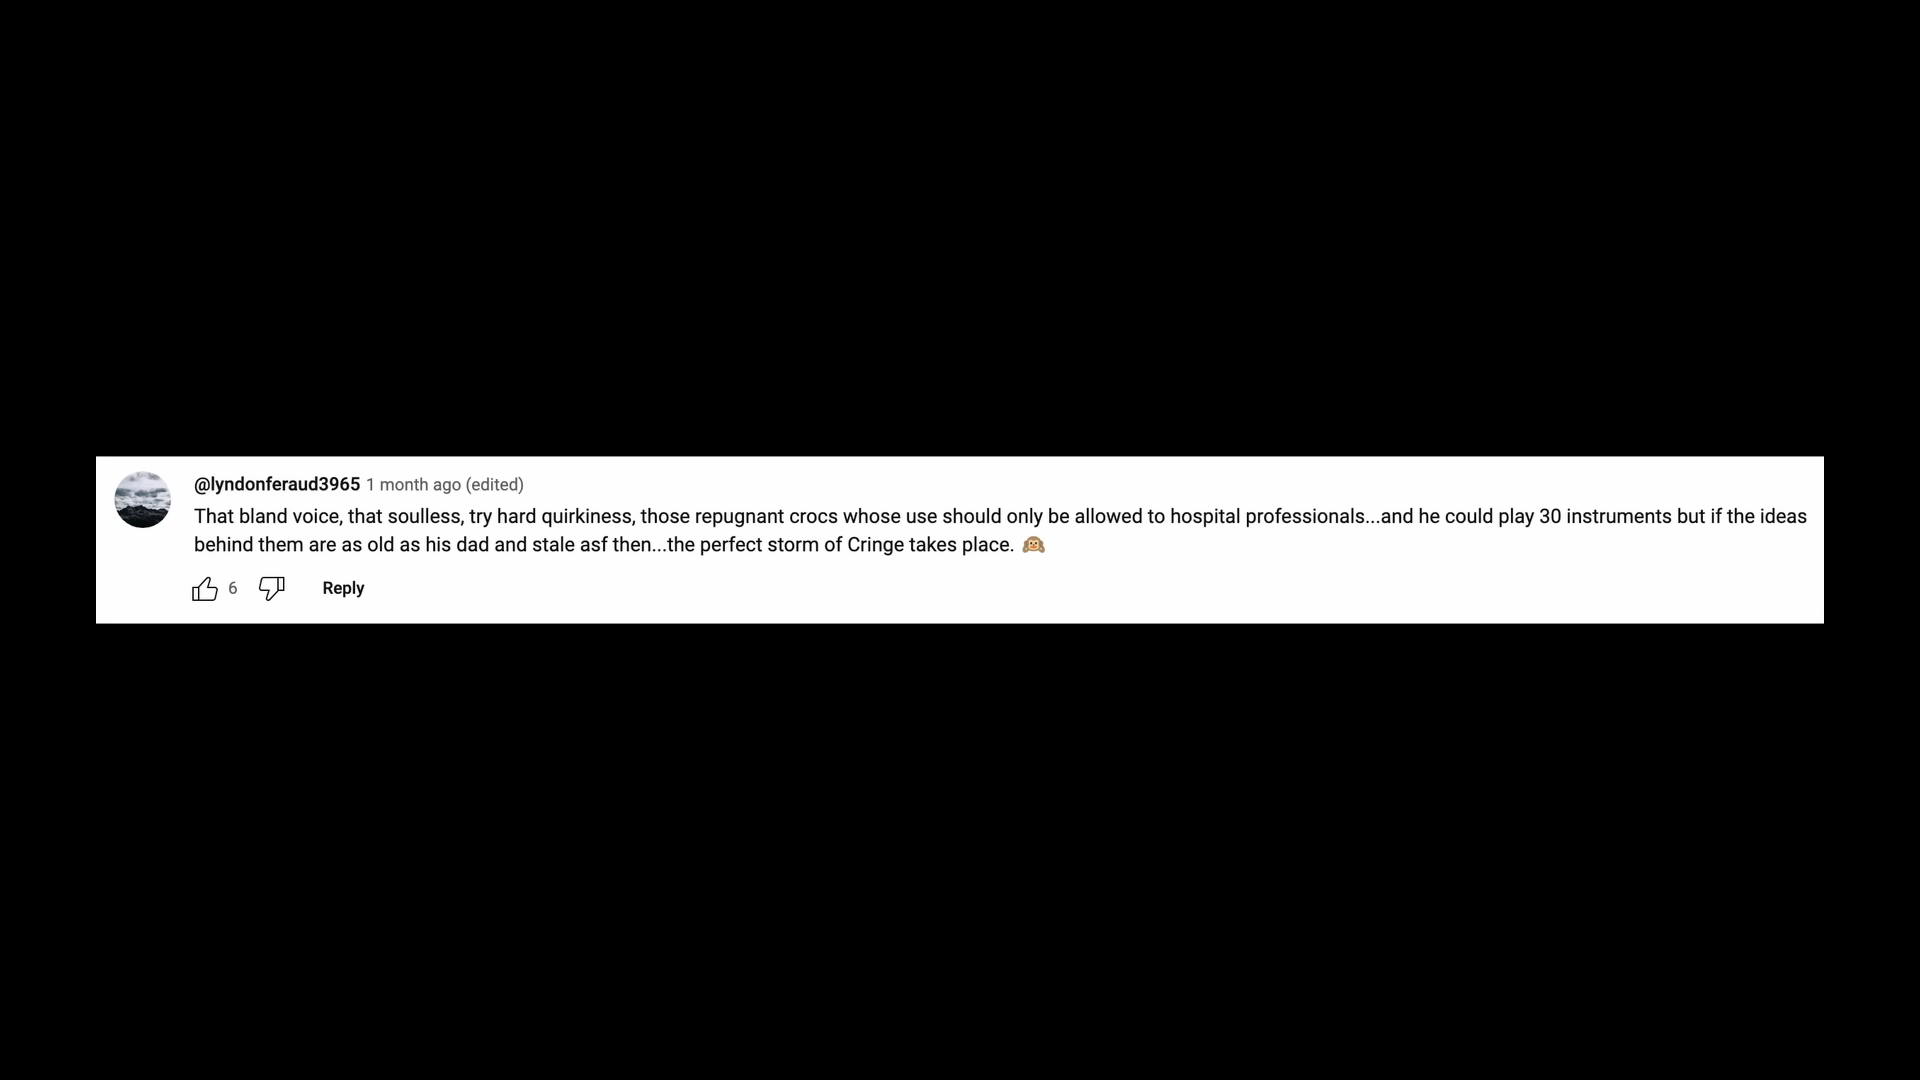 @lyndonferaud3965 1 month ago (edited)
That bland voice, that soulless, try hard quirkiness, those repugnant crocs whose use should only be allowed to hospital professionals...and he could play 30 instruments but if the ideas
behind them are as old as his dad and stale asf then...the perfect storm of Cringe takes place. 🙉
6 Reply